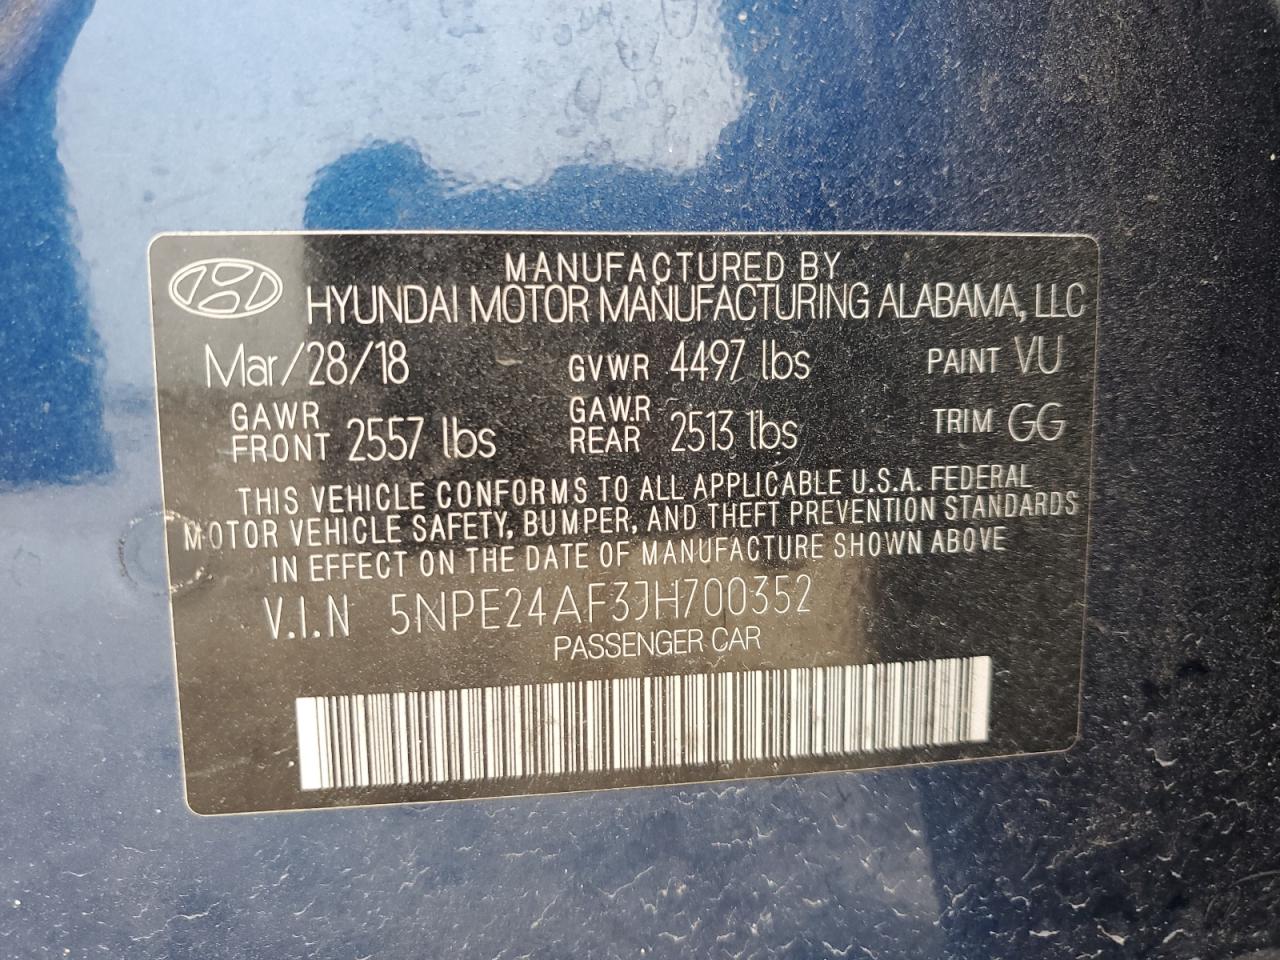 MANUFACTURED BY
HYUNDAI MOTOR MANUFACTURING ALABAMA, LLC
Mar/28/18 GVWR 4497 lbs PAINT VU
GAWR FRONT 2557 lbs GAW.R REAR 2513 lbs TRIM GG
THIS VEHICLE CONFORMS TO ALL APPLICABLE U.S.A. FEDERAL
MOTOR VEHICLE SAFETY, BUMPER, AND THEFT PREVENTION STANDARDS
IN EFFECT ON THE DATE OF MANUFACTURE SHOWN ABOVE
V.I.N 5NPE24AF3JH700352
PASSENGER CAR